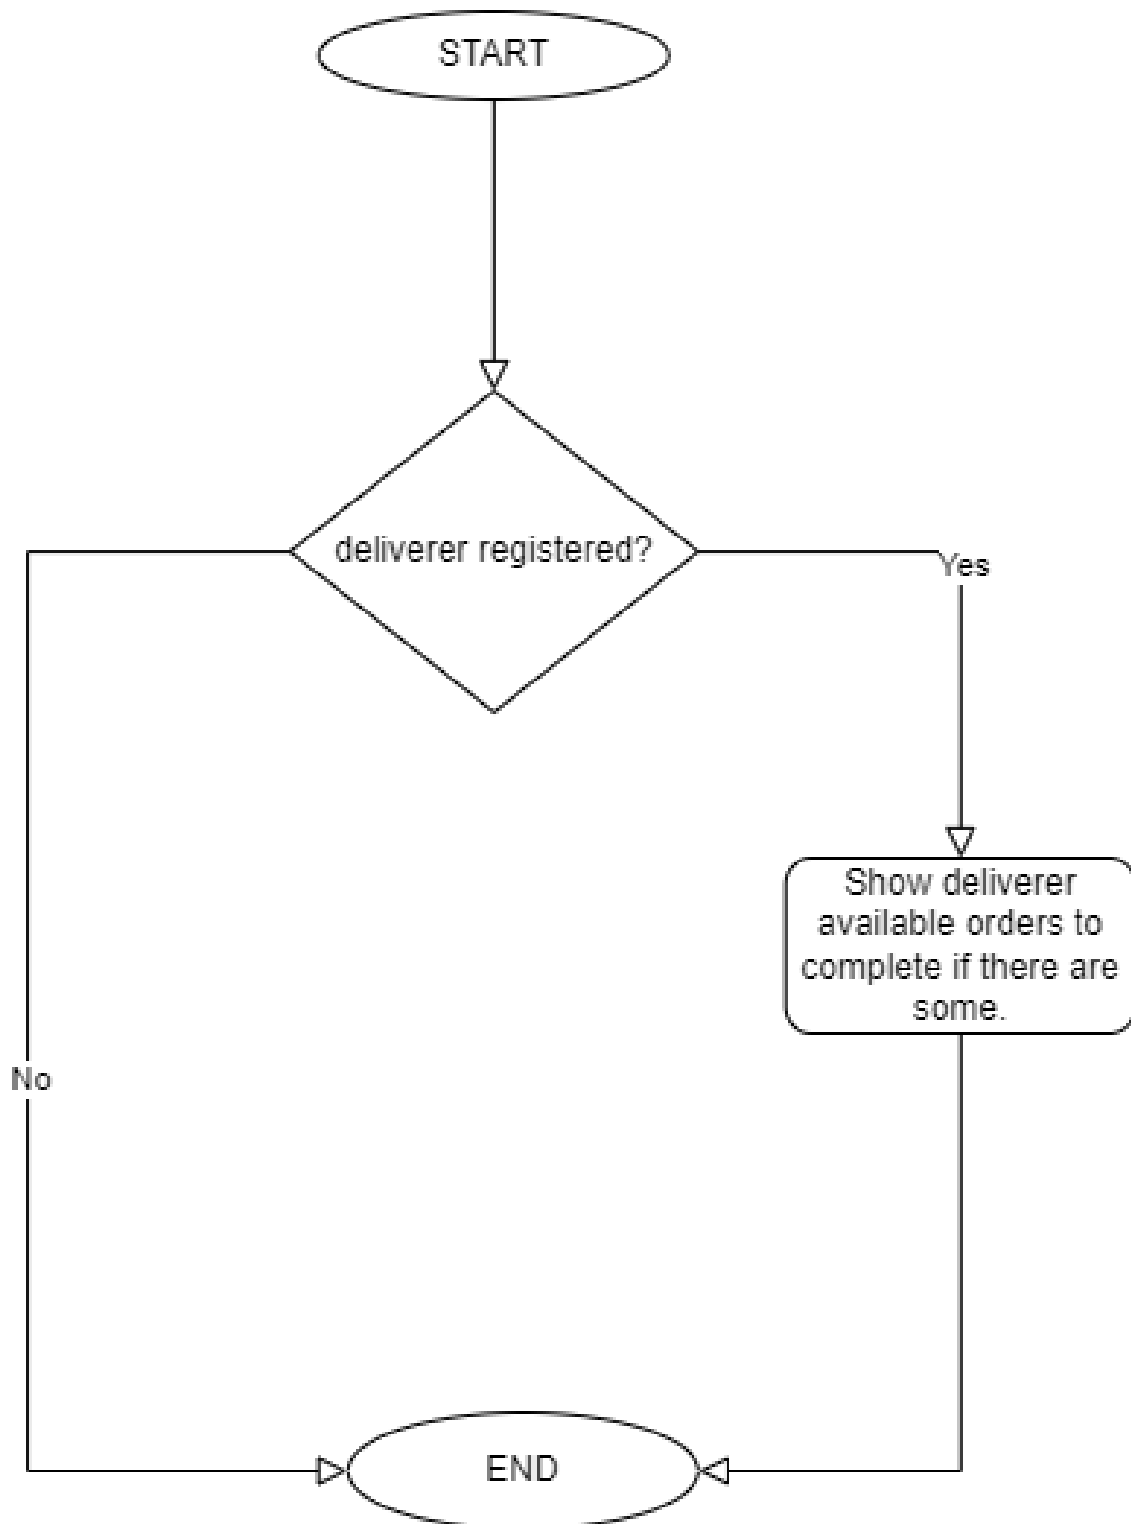 START
deliverer registered?
Yes
Show deliverer
available orders to
complete if there are
some.
No
END